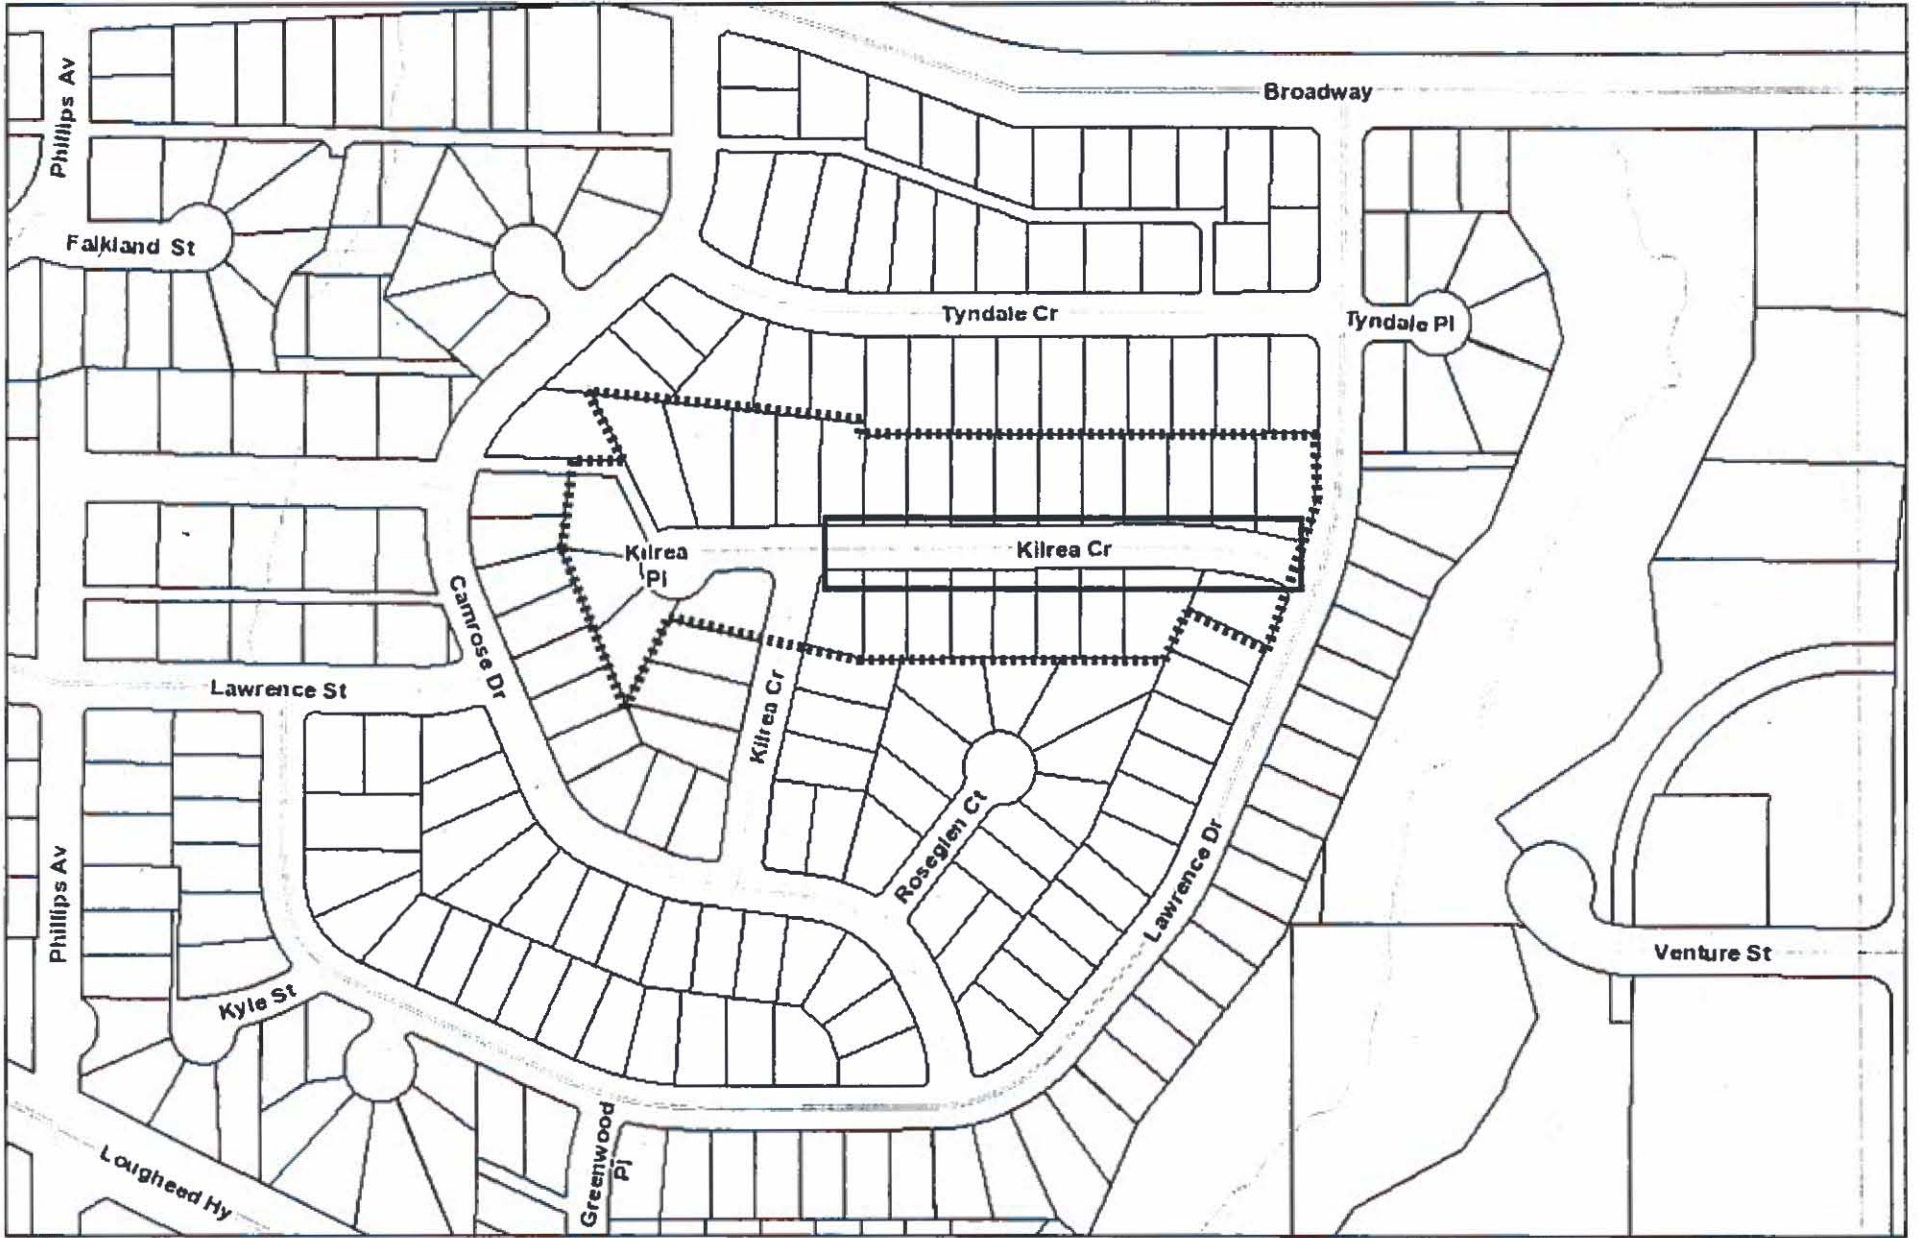 Broadway
Phillips Av
Falkland St
Tyndale Cr
Tyndale Pl
Kilrea
Pl
Kilrea Cr
Camrose Dr
Lawrence St
Kilrea Cr
Roseglen Ct
Lawrence Dr
Phillips Av
Venture St
Kyle St
Greenwood
Pl
Lougheed Hy